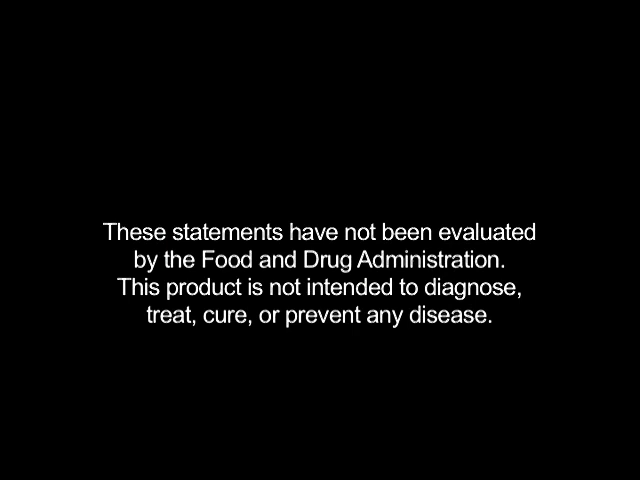 These statements have not been evaluated
by the Food and Drug Administration.
This product is not intended to diagnose,
treat, cure, or prevent any disease.